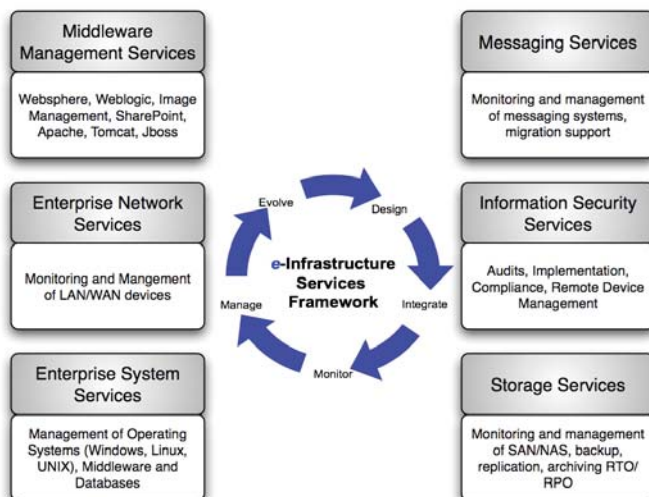 Middleware
Management Services
Websphere, Weblogic, Image
Management, SharePoint,
Apache, Tomcat, Jboss
Enterprise Network
Services
Monitoring and Mangement
of LAN/WAN devices
Enterprise System
Services
Management of Operating
Systems (Windows, Linux,
UNIX), Middleware and
Databases
Evolve
Design
e-Infrastructure
Services
Framework
Manage
Integrate
Monitor
Messaging Services
Monitoring and management
of messaging systems,
migration support
Information Security
Services
Audits, Implementation,
Compliance, Remote Device
Management
Storage Services
Monitoring and management
of SAN/NAS, backup,
replication, archiving RTO/
RPO